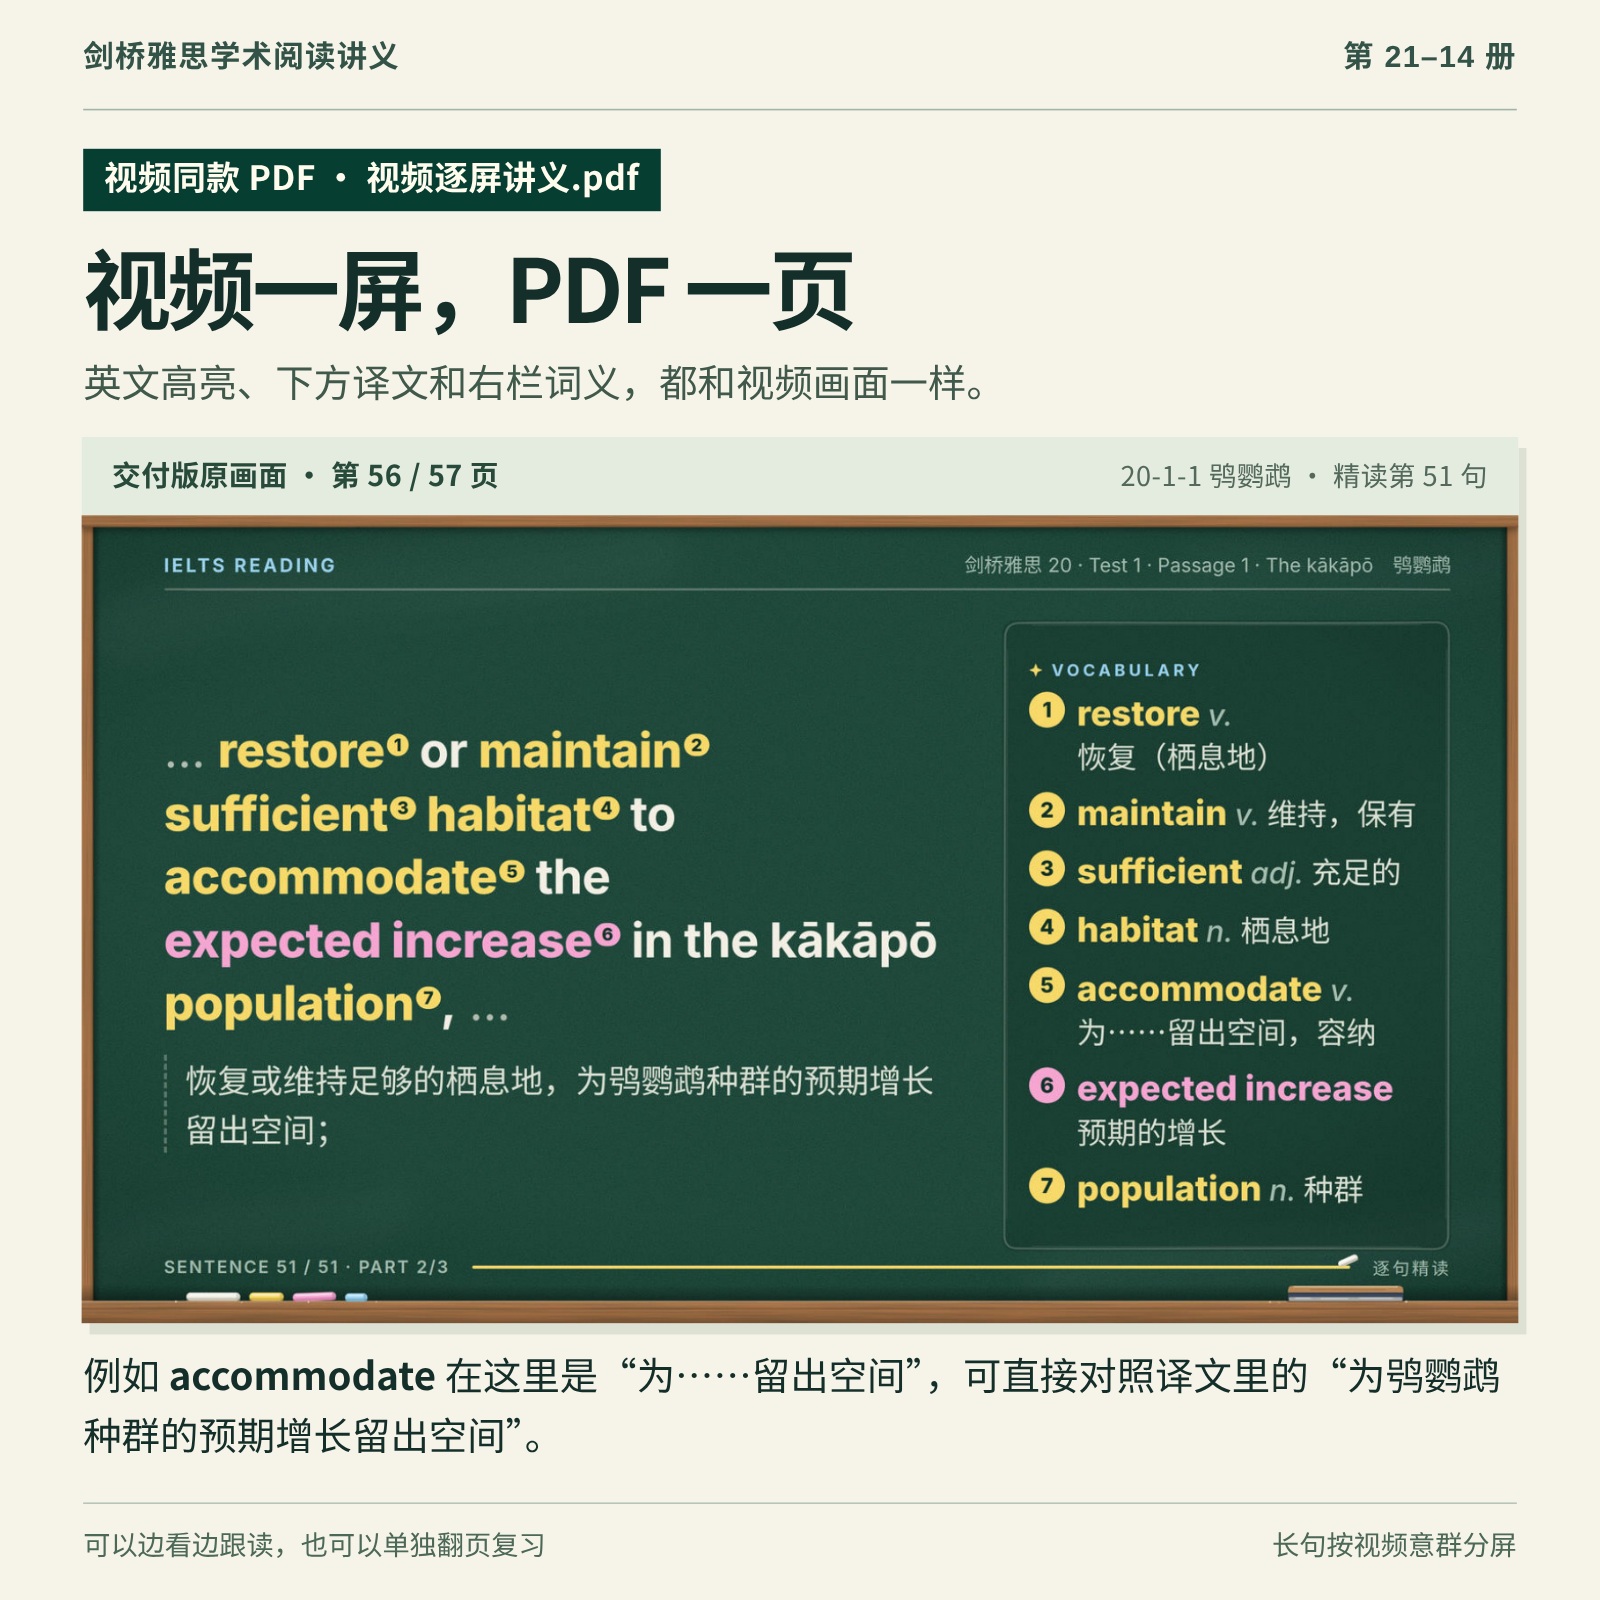 剑桥雅思学术阅读讲义
第 21–14 册
视频同款 PDF · 视频逐屏讲义.pdf
视频一屏，PDF 一页
英文高亮、下方译文和右栏词义，都和视频画面一样。
交付版原画面 · 第 56 / 57 页
20-1-1 鸮鹦鹉 · 精读第 51 句
IELTS READING
剑桥雅思 20 · Test 1 · Passage 1 · The kākāpō 鸮鹦鹉
… restore❶ or maintain❷
sufficient❸ habitat❹ to
accommodate❺ the
expected increase❻ in the kākāpō
population❼, …
恢复或维持足够的栖息地，为鸮鹦鹉种群的预期增长
留出空间；
✦ VOCABULARY
1 restore v.
恢复（栖息地）
2 maintain v. 维持，保有
3 sufficient adj. 充足的
4 habitat n. 栖息地
5 accommodate v.
为……留出空间，容纳
6 expected increase
预期的增长
7 population n. 种群
SENTENCE 51 / 51 · PART 2/3
逐句精读
例如 accommodate 在这里是“为……留出空间”，可直接对照译文里的“为鸮鹦鹉
种群的预期增长留出空间”。
可以边看边跟读，也可以单独翻页复习
长句按视频意群分屏